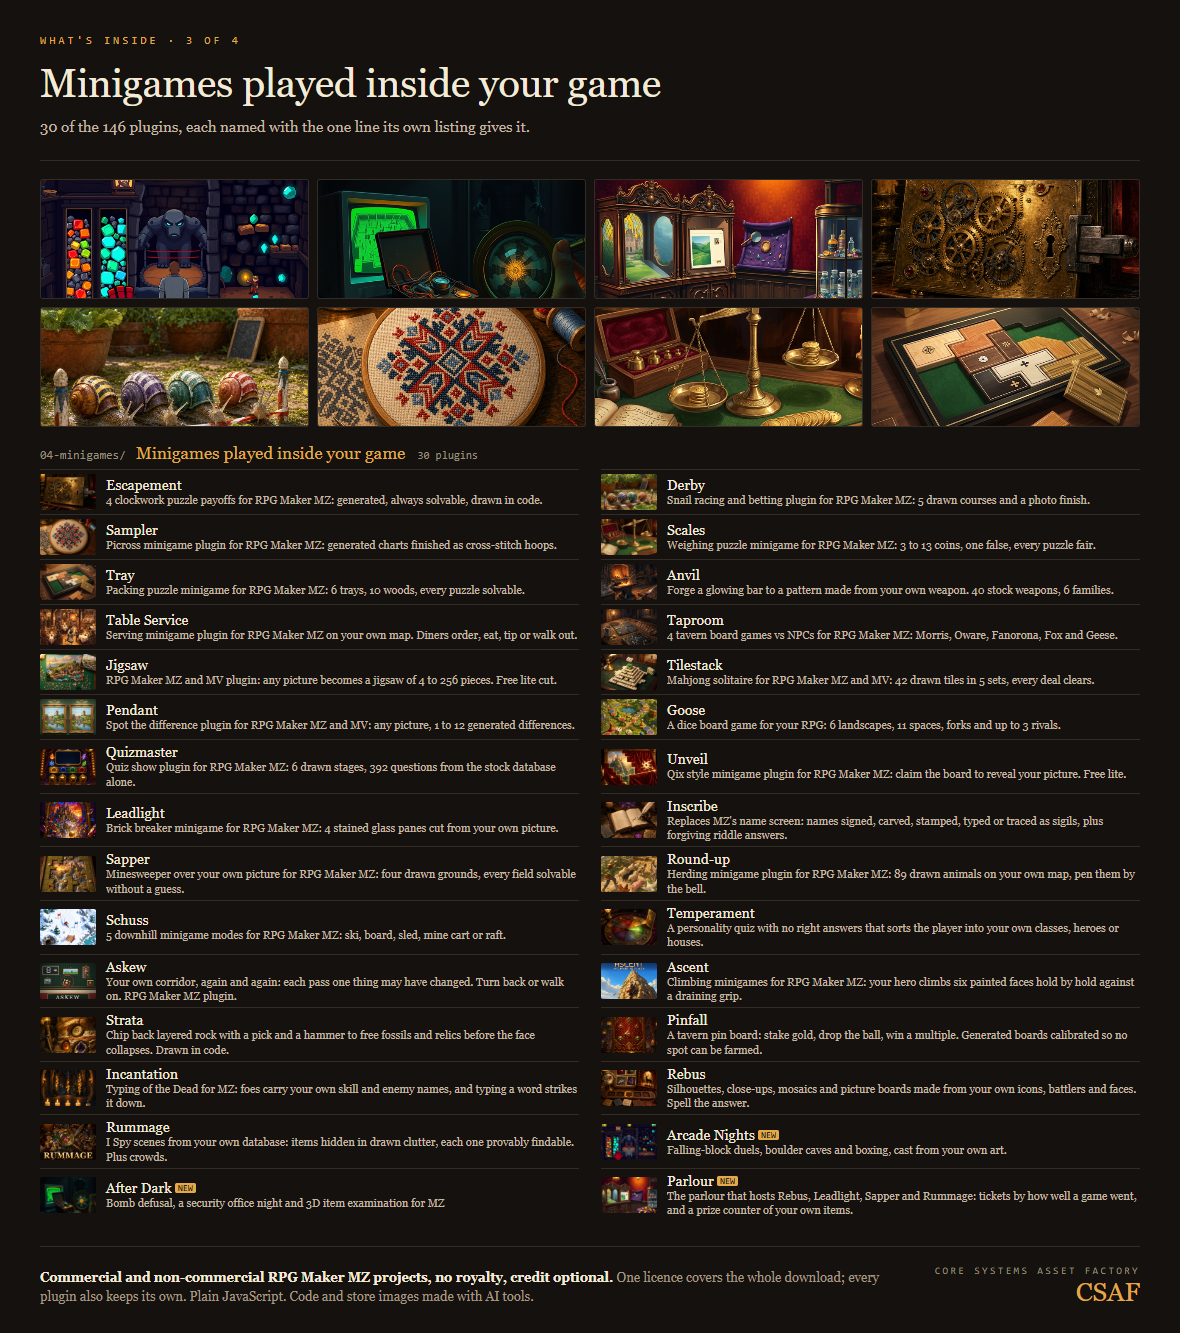 WHAT'S INSIDE · 3 OF 4
Minigames played inside your game
30 of the 146 plugins, each named with the one line its own listing gives it.
04-minigames/ Minigames played inside your game 30 plugins
Escapement
4 clockwork puzzle payoffs for RPG Maker MZ: generated, always solvable, drawn in code.
Derby
Snail racing and betting plugin for RPG Maker MZ: 5 drawn courses and a photo finish.
Sampler
Picross minigame plugin for RPG Maker MZ: generated charts finished as cross-stitch hoops.
Scales
Weighing puzzle minigame for RPG Maker MZ: 3 to 13 coins, one false, every puzzle fair.
Tray
Packing puzzle minigame for RPG Maker MZ: 6 trays, 10 woods, every puzzle solvable.
Anvil
Forge a glowing bar to a pattern made from your own weapon. 40 stock weapons, 6 families.
Table Service
Serving minigame plugin for RPG Maker MZ on your own map. Diners order, eat, tip or walk out.
Taproom
4 tavern board games vs NPCs for RPG Maker MZ: Morris, Oware, Fanorona, Fox and Geese.
Jigsaw
RPG Maker MZ and MV plugin: any picture becomes a jigsaw of 4 to 256 pieces. Free lite cut.
Tilestack
Mahjong solitaire for RPG Maker MZ and MV: 42 drawn tiles in 5 sets, every deal clears.
Pendant
Spot the difference plugin for RPG Maker MZ and MV: any picture, 1 to 12 generated differences.
Goose
A dice board game for your RPG: 6 landscapes, 11 spaces, forks and up to 3 rivals.
Quizmaster
Quiz show plugin for RPG Maker MZ: 6 drawn stages, 392 questions from the stock database
alone.
Unveil
Qix style minigame plugin for RPG Maker MZ: claim the board to reveal your picture. Free lite.
Leadlight
Brick breaker minigame for RPG Maker MZ: 4 stained glass panes cut from your own picture.
Inscribe
Replaces MZ's name screen: names signed, carved, stamped, typed or traced as sigils, plus
forgiving riddle answers.
Sapper
Minesweeper over your own picture for RPG Maker MZ: four drawn grounds, every field solvable
without a guess.
Round-up
Herding minigame plugin for RPG Maker MZ: 89 drawn animals on your own map, pen them by
the bell.
Schuss
5 downhill minigame modes for RPG Maker MZ: ski, board, sled, mine cart or raft.
Temperament
A personality quiz with no right answers that sorts the player into your own classes, heroes or
houses.
ASKEW
Askew
Your own corridor, again and again: each pass one thing may have changed. Turn back or walk
on. RPG Maker MZ plugin.
ASCENT
Ascent
Climbing minigames for RPG Maker MZ: your hero climbs six painted faces hold by hold against
a draining grip.
Strata
Chip back layered rock with a pick and a hammer to free fossils and relics before the face
collapses. Drawn in code.
Pinfall
A tavern pin board: stake gold, drop the ball, win a multiple. Generated boards calibrated so no
spot can be farmed.
Incantation
Typing of the Dead for MZ: foes carry your own skill and enemy names, and typing a word strikes
it down.
Rebus
Silhouettes, close-ups, mosaics and picture boards made from your own icons, battlers and faces.
Spell the answer.
RUMMAGE
Rummage
I Spy scenes from your own database: items hidden in drawn clutter, each one provably findable.
Plus crowds.
Arcade Nights NEW
Falling-block duels, boulder caves and boxing, cast from your own art.
After Dark NEW
Bomb defusal, a security office night and 3D item examination for MZ
Parlour NEW
The parlour that hosts Rebus, Leadlight, Sapper and Rummage: tickets by how well a game went,
and a prize counter of your own items.
Commercial and non-commercial RPG Maker MZ projects, no royalty, credit optional. One licence covers the whole download; every
plugin also keeps its own. Plain JavaScript. Code and store images made with AI tools.
CORE SYSTEMS ASSET FACTORY
CSAF